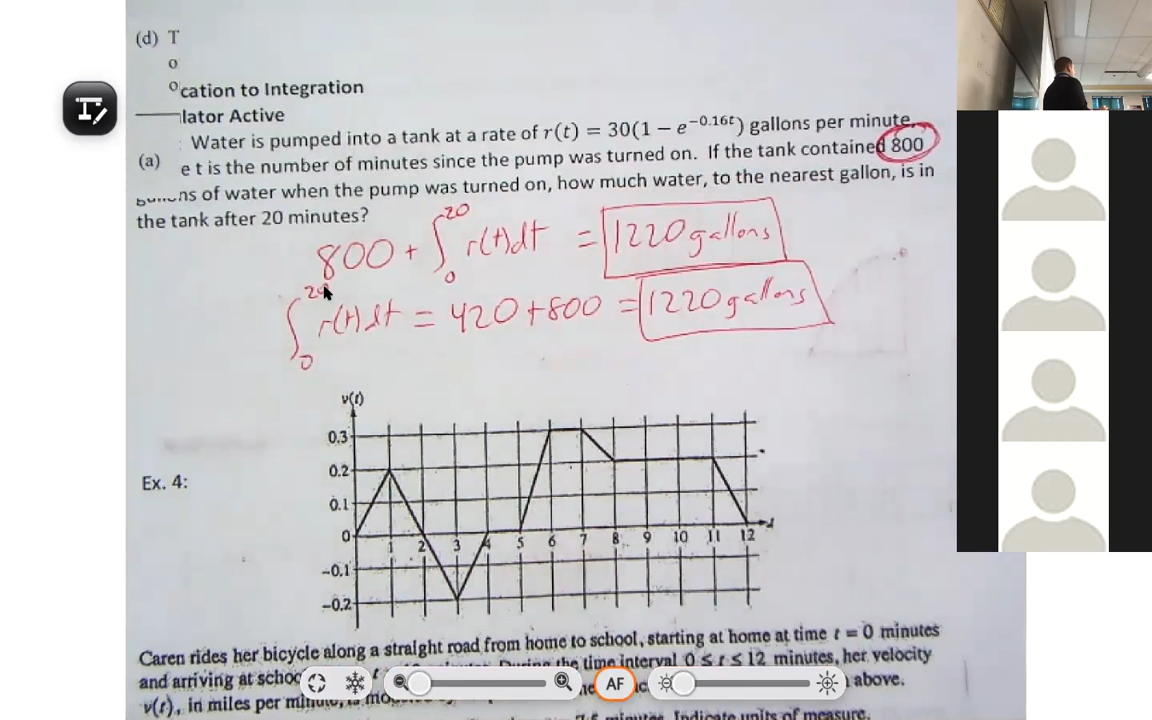 (d) T
o
o
cation to Integration
lator Active
Water is pumped into a tank at a rate of r(t) = 30(1 − e^−0.16t) gallons per minute,
(a)
e t is the number of minutes since the pump was turned on. If the tank contained 800
ns of water when the pump was turned on, how much water, to the nearest gallon, is in
the tank after 20 minutes?
800 + ∫₀²⁰ r(t)dt = 1220 gallons
∫₀²⁰ r(t)dt = 420 + 800 = 1220 gallons
v(t)
0.3
0.2
0.1
0
-0.1
-0.2
1 2 3 4 5 6 7 8 9 10 11 12 t
Ex. 4:
Caren rides her bicycle along a straight road from home to school, starting at home at time t = 0 minutes
and arriving at schoo During the time interval 0 ≤ t ≤ 12 minutes, her velocity
v(t), in miles per minute, is mo above.
minutes. Indicate units of measure.
AF